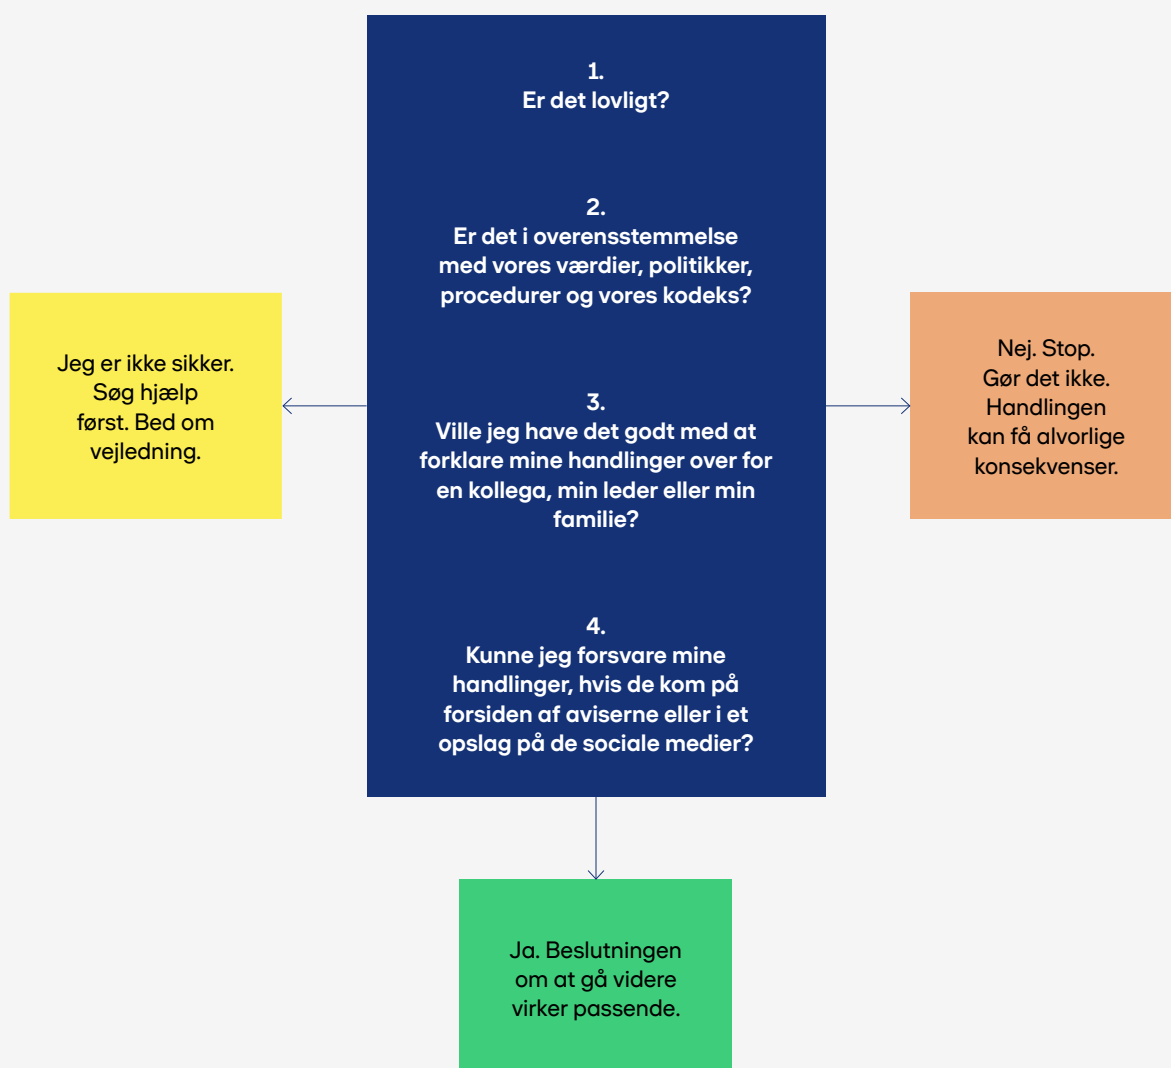 1.
Er det lovligt?
2.
Er det i overensstemmelse
med vores værdier, politikker,
procedurer og vores kodeks?
3.
Ville jeg have det godt med at
forklare mine handlinger over for
en kollega, min leder eller min
familie?
4.
Kunne jeg forsvare mine
handlinger, hvis de kom på
forsiden af aviserne eller i et
opslag på de sociale medier?
Jeg er ikke sikker.
Søg hjælp
først. Bed om
vejledning.
Nej. Stop.
Gør det ikke.
Handlingen
kan få alvorlige
konsekvenser.
Ja. Beslutningen
om at gå videre
virker passende.